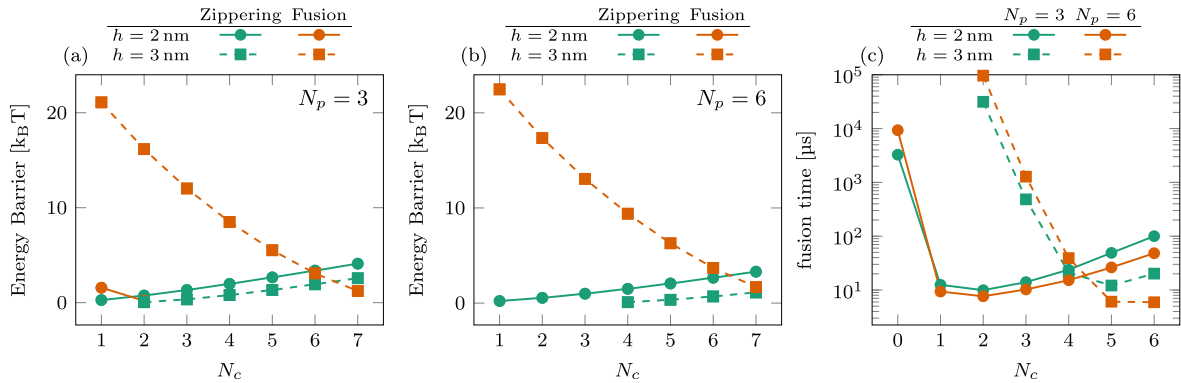 Zippering Fusion
h = 2 nm
h = 3 nm
(a)
N_p = 3
Energy Barrier [k_BT]
20
10
0
1 2 3 4 5 6 7
N_c
Zippering Fusion
h = 2 nm
h = 3 nm
(b)
N_p = 6
Energy Barrier [k_BT]
20
10
0
1 2 3 4 5 6 7
N_c
N_p = 3 N_p = 6
h = 2 nm
h = 3 nm
(c)
fusion time [µs]
10^5
10^4
10^3
10^2
10^1
0 1 2 3 4 5 6
N_c